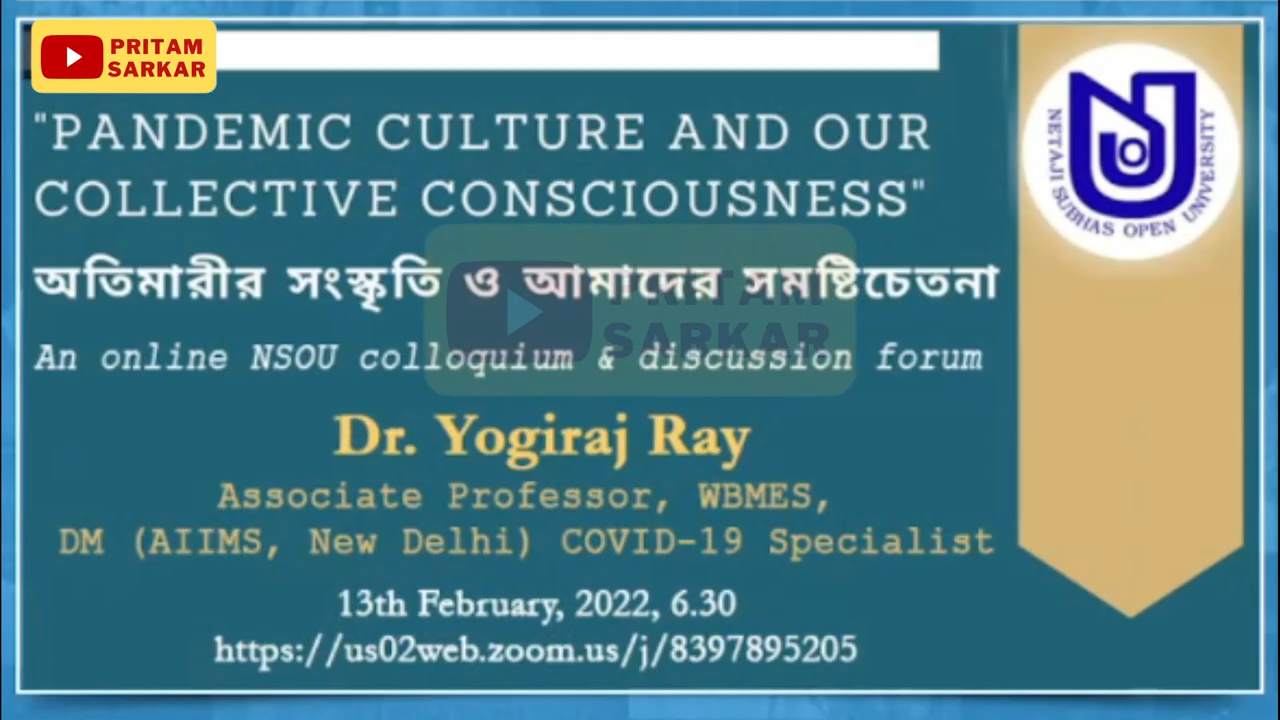 PRITAM
SARKAR
"PANDEMIC CULTURE AND OUR
COLLECTIVE CONSCIOUSNESS"
অতিমারীর সংস্কৃতি ও আমাদের সমষ্টিচেতনা
PRITAM
SARKAR
An online NSOU colloquium & discussion forum
Dr. Yogiraj Ray
Associate Professor, WBMES,
DM (AIIMS, New Delhi) COVID-19 Specialist
13th February, 2022, 6.30
https://us02web.zoom.us/j/8397895205
NETAJI SUBHAS OPEN UNIVERSITY